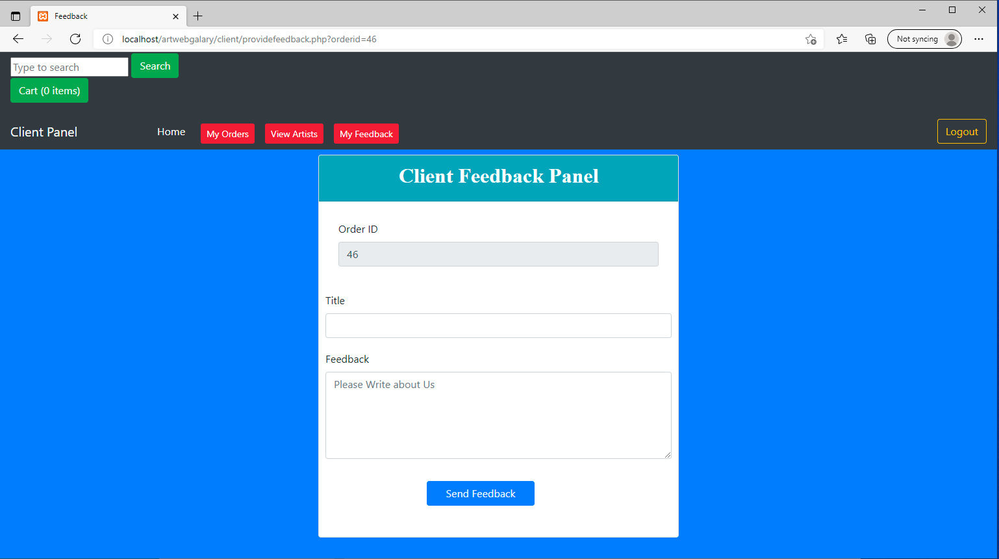 Feedback
localhost/artwebgalary/client/providefeedback.php?orderid=46
Not syncing
Type to search
Search
Cart (0 items)
Client Panel
Home
My Orders
View Artists
My Feedback
Logout
Client Feedback Panel
Order ID
46
Title
Feedback
Please Write about Us
Send Feedback